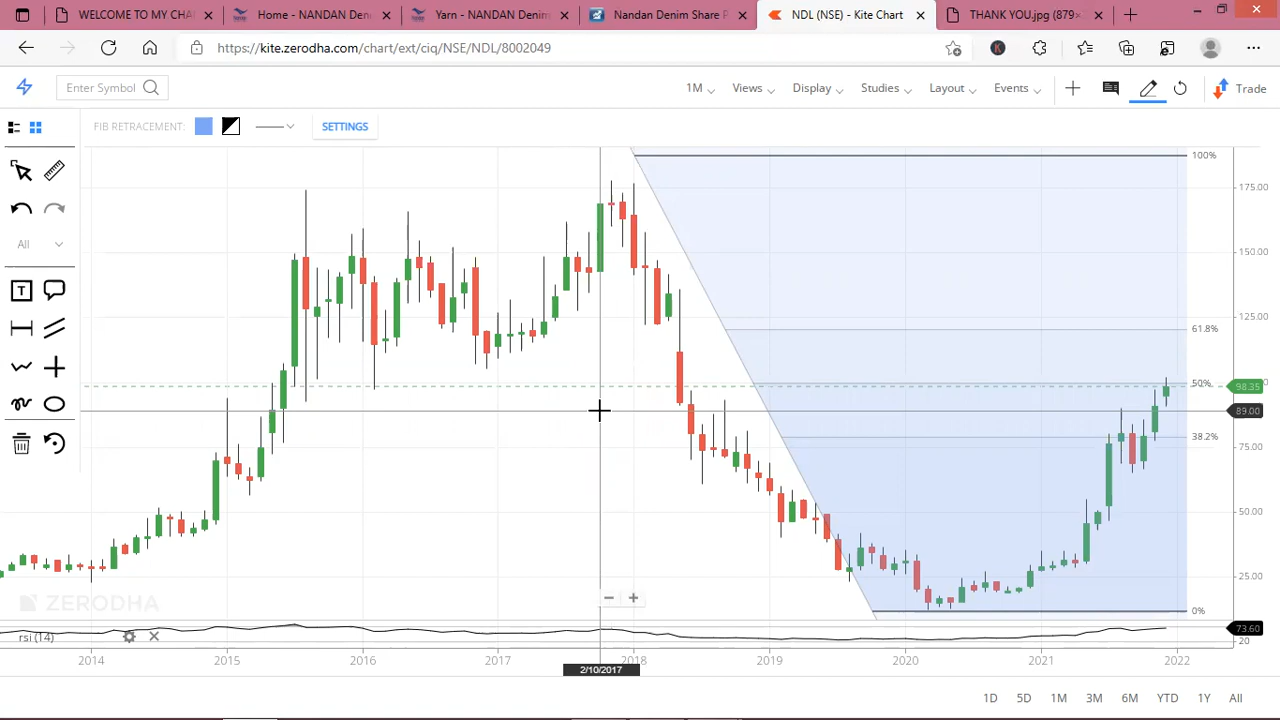 WELCOME TO MY CHA
Home - NANDAN Den
Yarn - NANDAN Denim
Nandan Denim Share P
NDL (NSE) - Kite Chart
THANK YOU.jpg (879×
https://kite.zerodha.com/chart/ext/ciq/NSE/NDL/8002049
K
Enter Symbol
1M
Views
Display
Studies
Layout
Events
Trade
FIB RETRACEMENT:
SETTINGS
All
T
100%
175.00
150.00
125.00
61.8%
50%
98.35
89.00
38.2%
75.00
50.00
25.00
ZERODHA
0%
rsi (14)
73.60
20
2014 2015 2016 2017 2018 2019 2020 2021 2022
2/10/2017
1D 5D 1M 3M 6M YTD 1Y All